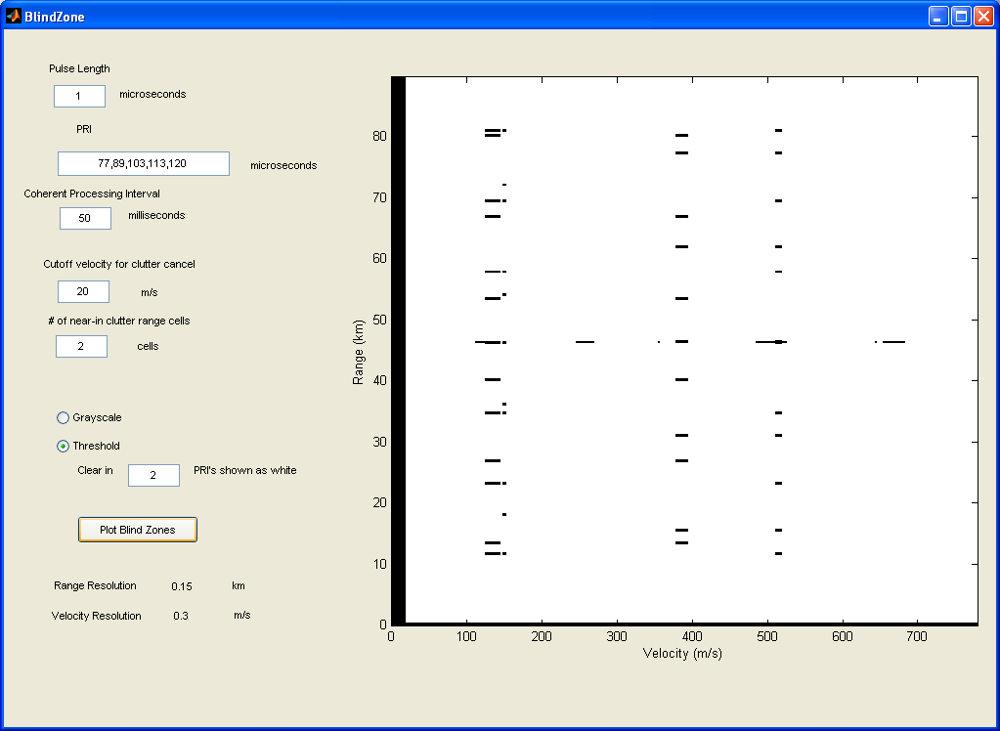 BlindZone
Pulse Length
1 microseconds
PRI
77,89,103,113,120 microseconds
Coherent Processing Interval
50 milliseconds
Cutoff velocity for clutter cancel
20 m/s
# of near-in clutter range cells
2 cells
Grayscale
Threshold
Clear in 2 PRI's shown as white
Plot Blind Zones
Range Resolution 0.15 km
Velocity Resolution 0.3 m/s
Range (km)
80
70
60
50
40
30
20
10
0
0 100 200 300 400 500 600 700
Velocity (m/s)